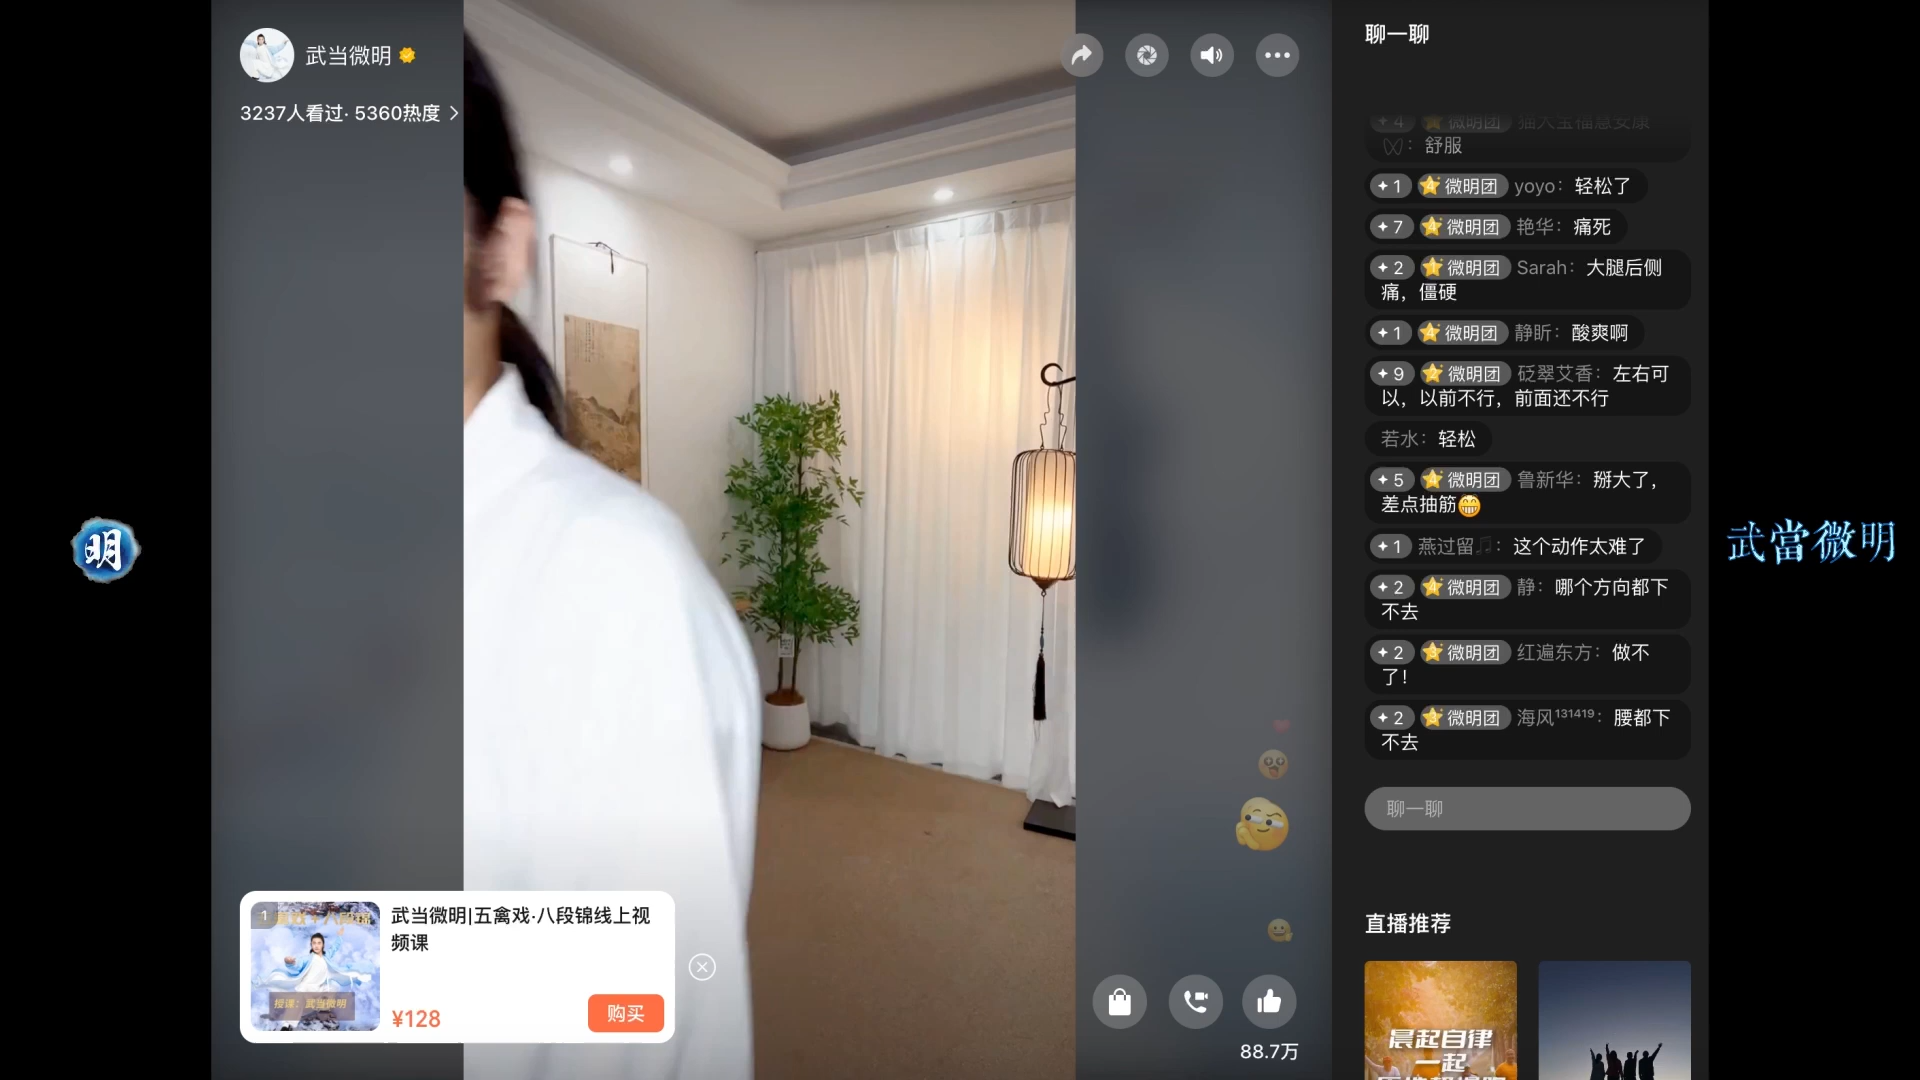 武当微明
3237人看过· 5360热度
聊一聊
舒服
1 微明团 yoyo：轻松了
7 微明团 艳华：痛死
2 微明团 Sarah：大腿后侧
痛，僵硬
1 微明团 静昕：酸爽啊
9 微明团 砭翠艾香：左右可
以，以前不行，前面还不行
若水：轻松
5 微明团 鲁新华：掰大了，
差点抽筋
1 燕过留：这个动作太难了
2 微明团 静：哪个方向都下
不去
2 微明团 红遍东方：做不
了！
2 微明团 海风131419：腰都下
不去
聊一聊
明
武當微明
1
授课：武当微明
武当微明|五禽戏·八段锦线上视
频课
¥128
购买
88.7万
直播推荐
晨起自律
一起